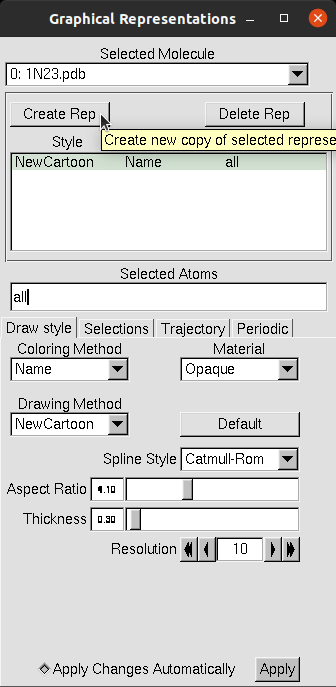 Graphical Representations
Selected Molecule
0: 1N23.pdb
Create Rep
Delete Rep
Create new copy of selected represe
Style
NewCartoon Name all
Selected Atoms
all
Draw style Selections Trajectory Periodic
Coloring Method Material
Name Opaque
Drawing Method
NewCartoon Default
Spline Style Catmull-Rom
Aspect Ratio 4.10
Thickness 0.30
Resolution 10
Apply Changes Automatically Apply